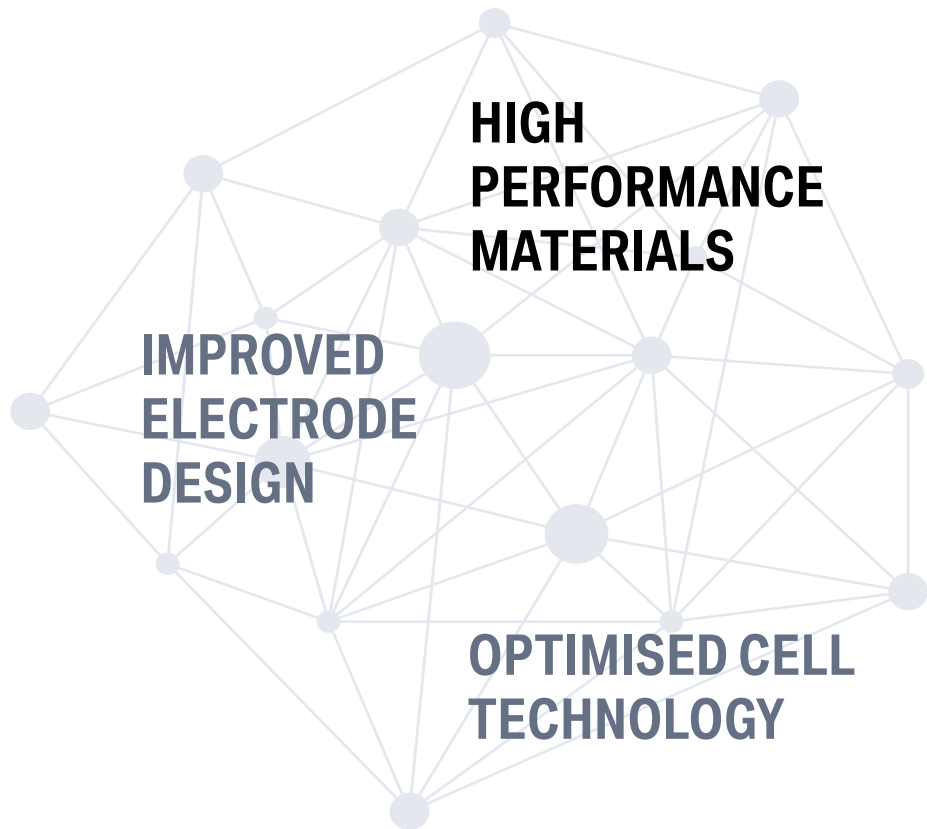 HIGH
PERFORMANCE
MATERIALS
IMPROVED
ELECTRODE
DESIGN
OPTIMISED CELL
TECHNOLOGY